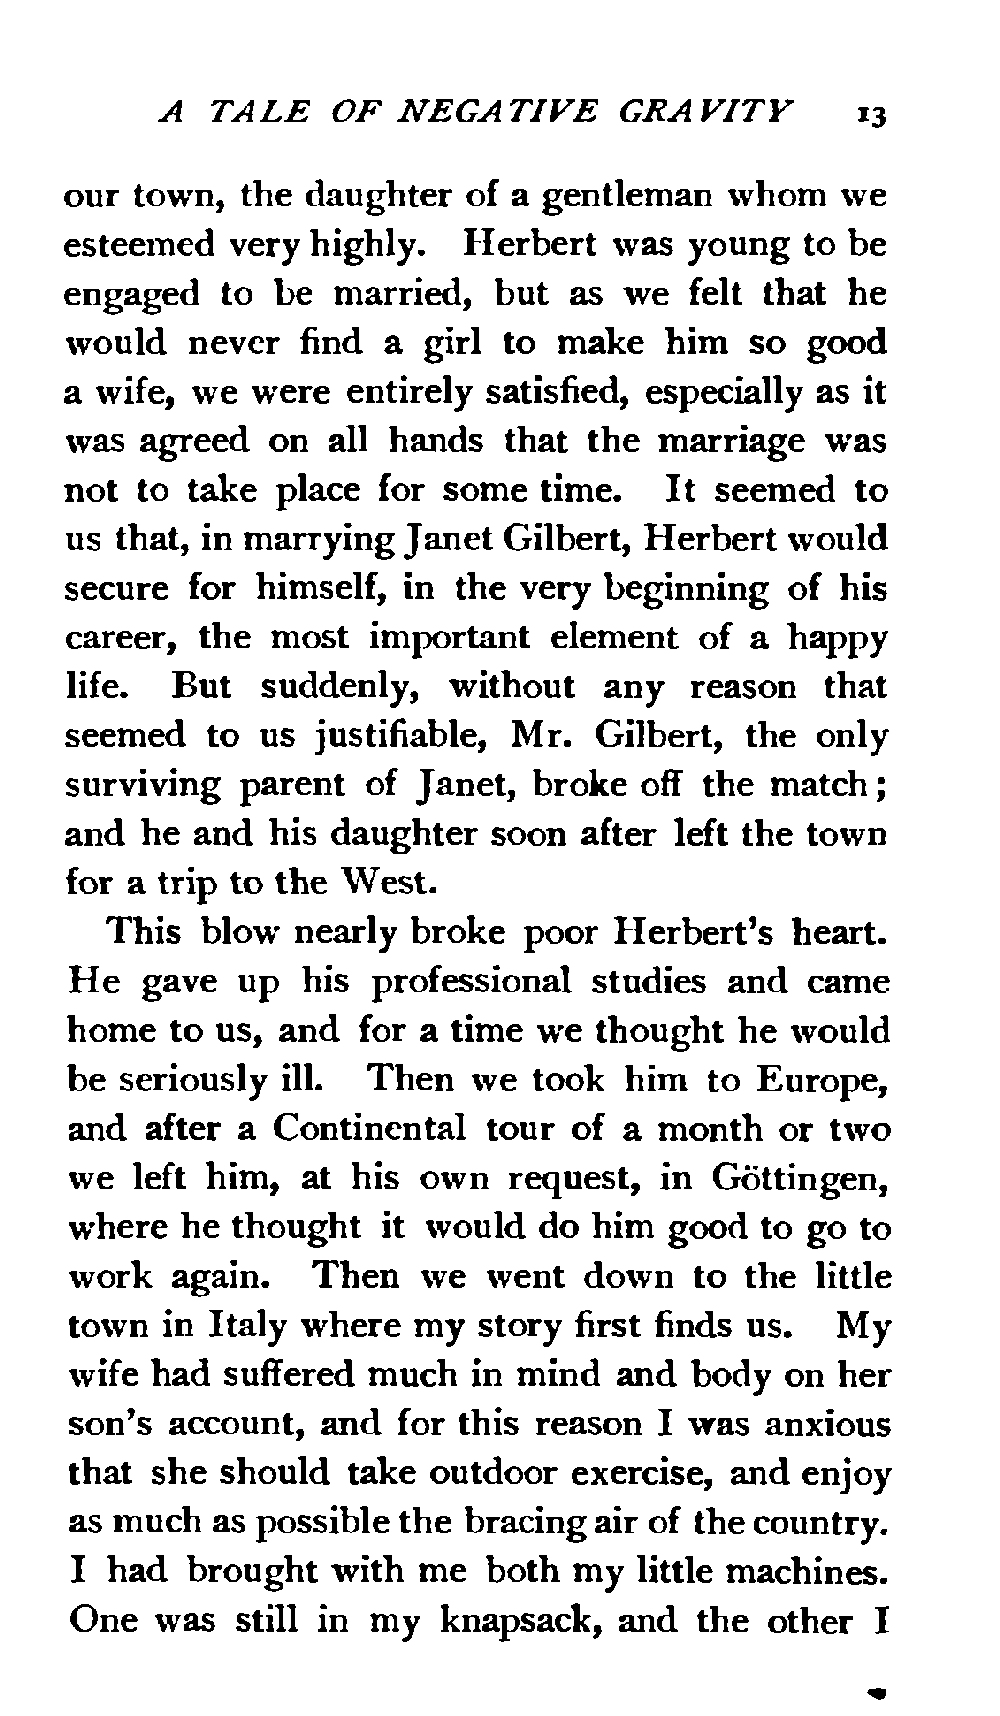 A TALE OF NEGATIVE GRAVITY 13
our town, the daughter of a gentleman whom we
esteemed very highly. Herbert was young to be
engaged to be married, but as we felt that he
would never find a girl to make him so good
a wife, we were entirely satisfied, especially as it
was agreed on all hands that the marriage was
not to take place for some time. It seemed to
us that, in marrying Janet Gilbert, Herbert would
secure for himself, in the very beginning of his
career, the most important element of a happy
life. But suddenly, without any reason that
seemed to us justifiable, Mr. Gilbert, the only
surviving parent of Janet, broke off the match;
and he and his daughter soon after left the town
for a trip to the West.
This blow nearly broke poor Herbert's heart.
He gave up his professional studies and came
home to us, and for a time we thought he would
be seriously ill. Then we took him to Europe,
and after a Continental tour of a month or two
we left him, at his own request, in Göttingen,
where he thought it would do him good to go to
work again. Then we went down to the little
town in Italy where my story first finds us. My
wife had suffered much in mind and body on her
son's account, and for this reason I was anxious
that she should take outdoor exercise, and enjoy
as much as possible the bracing air of the country.
I had brought with me both my little machines.
One was still in my knapsack, and the other I